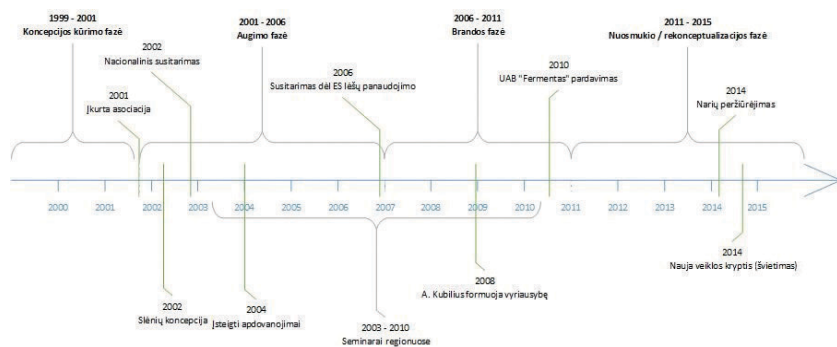 1999 - 2001
Koncepcijos kūrimo fazė
2001 - 2006
Augimo fazė
2006 - 2011
Brandos fazė
2011 - 2015
Nuosmukio / rekonceptualizacijos fazė
2002
Nacionalinis susitarimas
2006
Susitarimas dėl ES lėšų panaudojimo
2010
UAB "Fermentas" pardavimas
2001
Įkurta asociacija
2014
Narių peržiūrėjimas
2000 2001 2002 2003 2004 2005 2006 2007 2008 2009 2010 2011 2012 2013 2014 2015
2002
Slėnių koncepcija
2004
Įsteigti apdovanojimai
2003 - 2010
Seminarai regionuose
2008
A. Kubilius formuoja vyriausybę
2014
Nauja veiklos kryptis (švietimas)